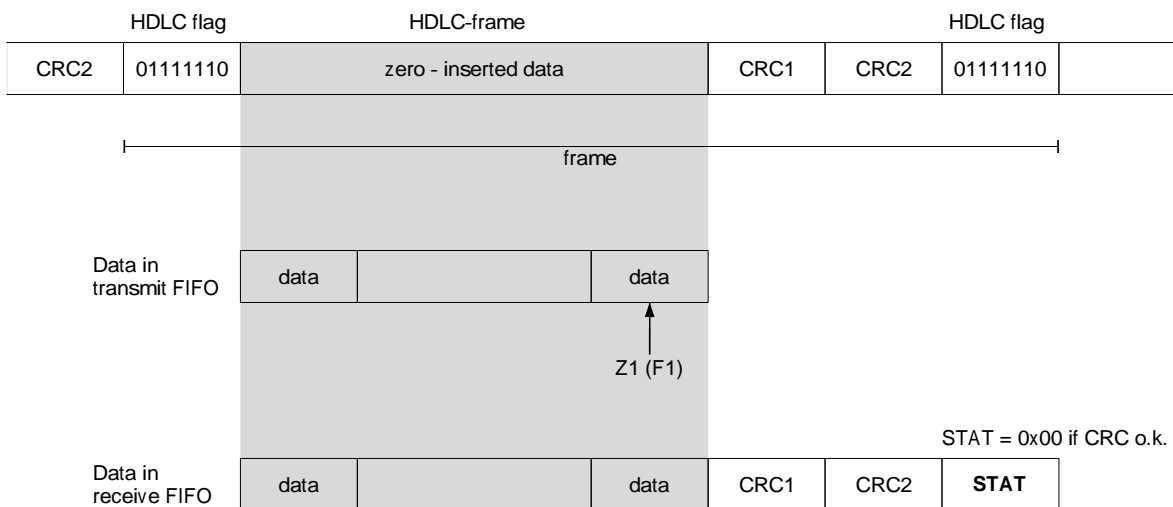 HDLC flag HDLC-frame HDLC flag
CRC2 01111110 zero - inserted data CRC1 CRC2 01111110
frame
Data in
transmit FIFO
data data
Z1 (F1)
STAT = 0x00 if CRC o.k.
Data in
receive FIFO
data data CRC1 CRC2 STAT